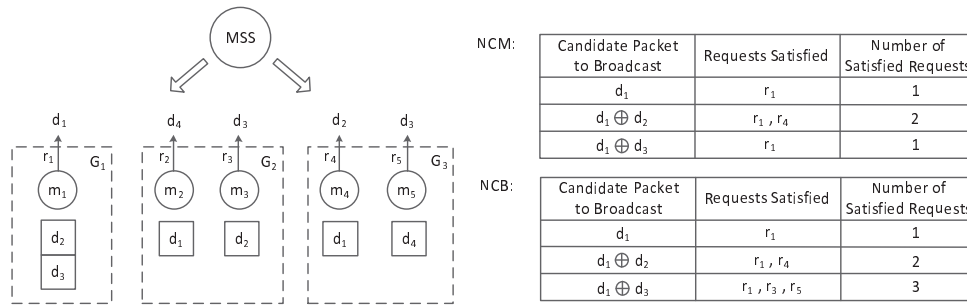 MSS
d₁ d₄ d₃ d₂ d₃
r₁ G₁ r₂ r₃ G₂ r₄ r₅ G₃
m₁ m₂ m₃ m₄ m₅
d₂ d₁ d₂ d₁ d₄
d₃
NCM:
Candidate Packet to Broadcast Requests Satisfied Number of Satisfied Requests
d₁ r₁ 1
d₁ ⊕ d₂ r₁ , r₄ 2
d₁ ⊕ d₃ r₁ 1
NCB:
Candidate Packet to Broadcast Requests Satisfied Number of Satisfied Requests
d₁ r₁ 1
d₁ ⊕ d₂ r₁ , r₄ 2
d₁ ⊕ d₃ r₁ , r₃ , r₅ 3